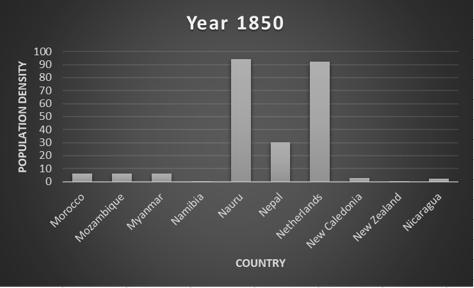 Year 1850
POPULATION DENSITY
100
90
80
70
60
50
40
30
20
10
0
Morocco
Mozambique
Myanmar
Namibia
Nauru
Nepal
Netherlands
New Caledonia
New Zealand
Nicaragua
COUNTRY